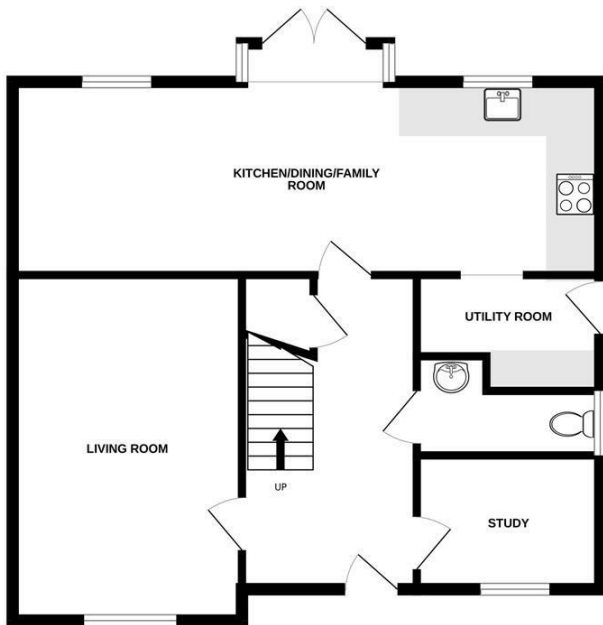 KITCHEN/DINING/FAMILY
ROOM
UTILITY ROOM
LIVING ROOM
UP
STUDY